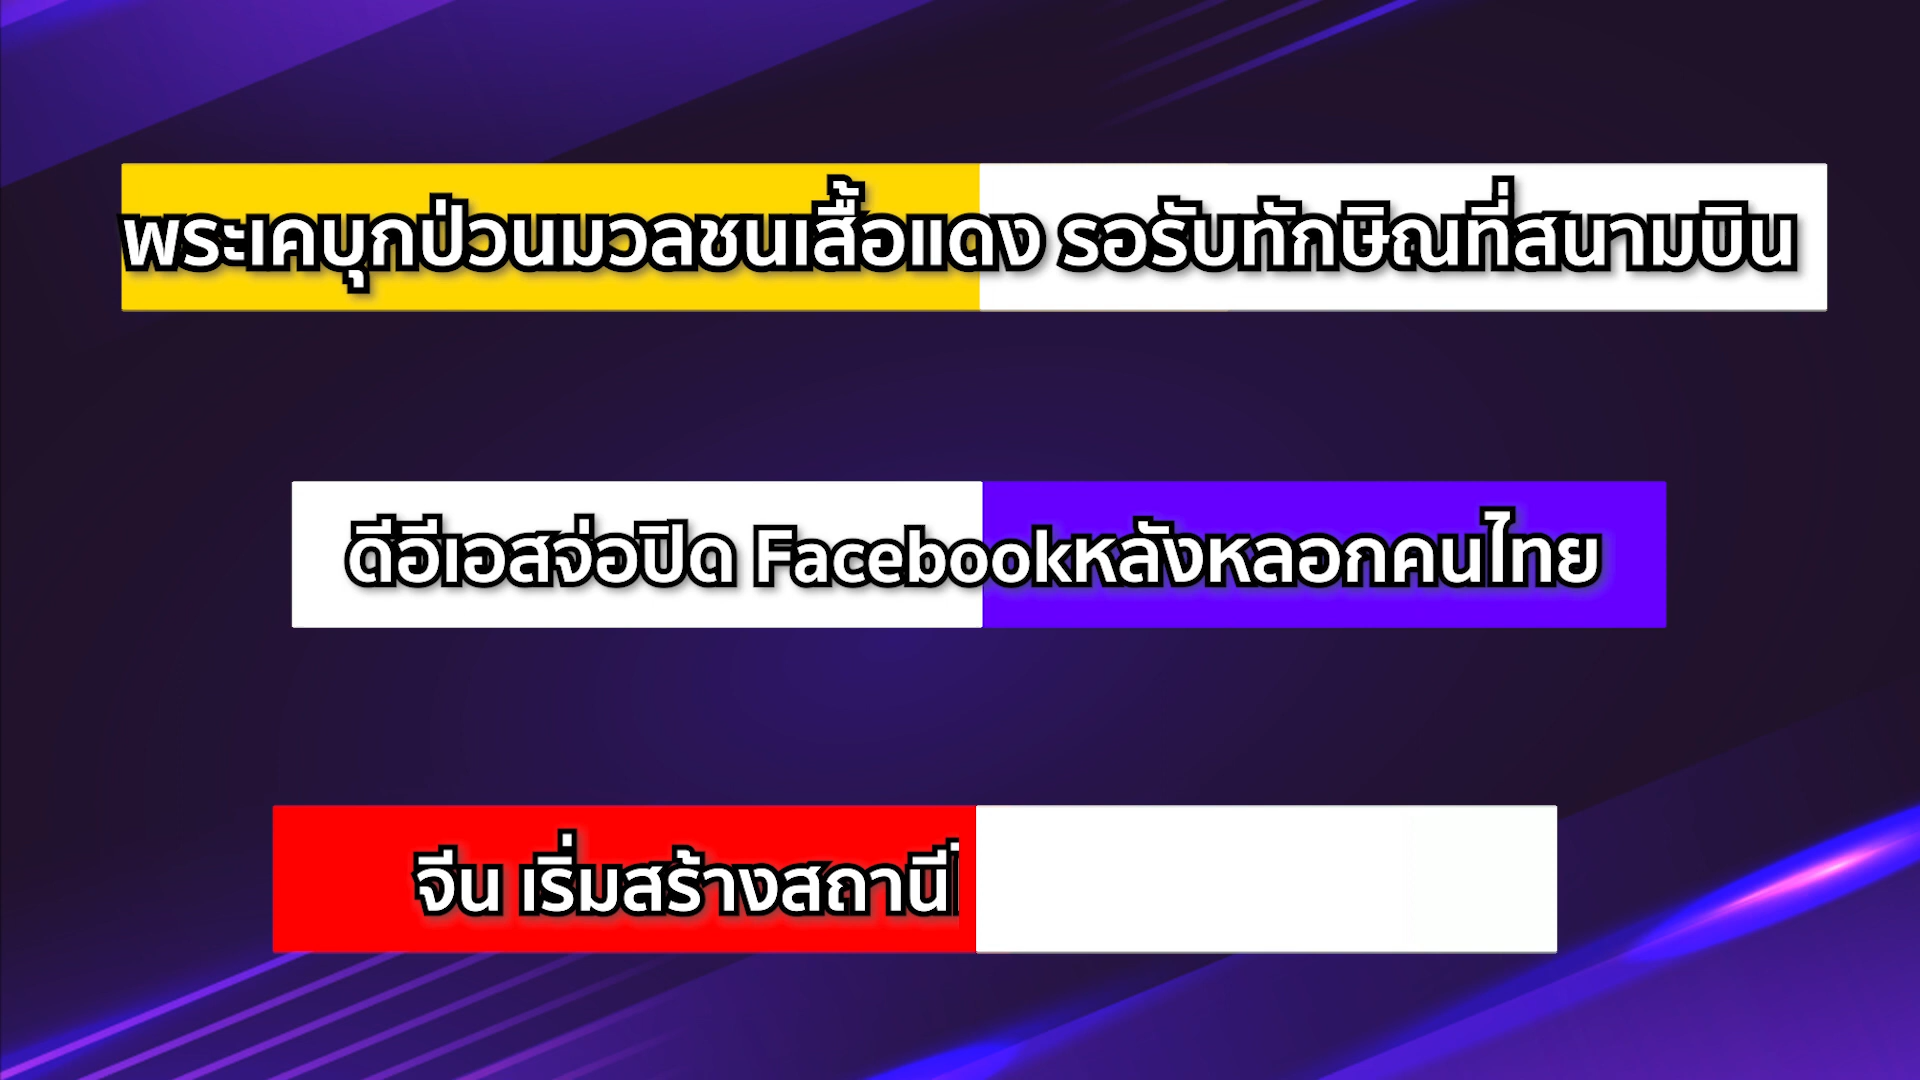 พระเคบุกป่วนมวลชนเสื้อแดง รอรับทักษิณที่สนามบิน
ดีอีเอสจ่อปิด Facebookหลังหลอกคนไทย
จีน เริ่มสร้างสถานี